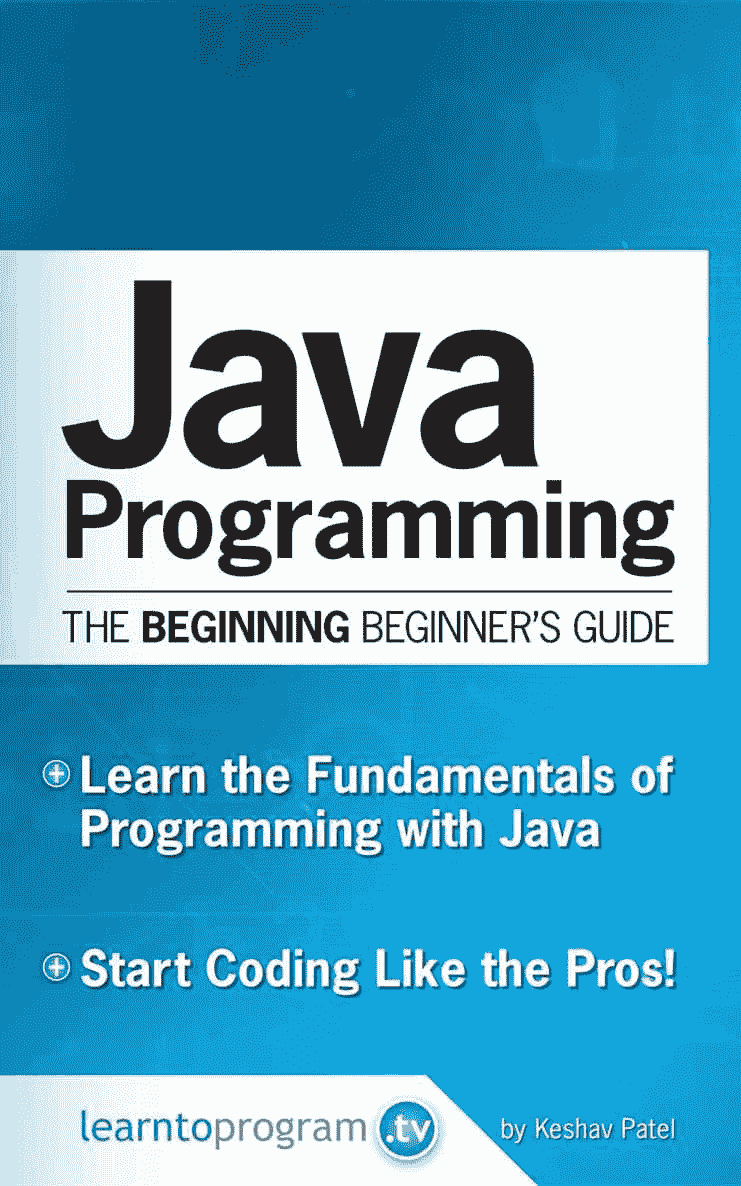 Java
Programming
THE BEGINNING BEGINNER'S GUIDE
Learn the Fundamentals of
Programming with Java
Start Coding Like the Pros!
learntoprogram.tv
by Keshav Patel